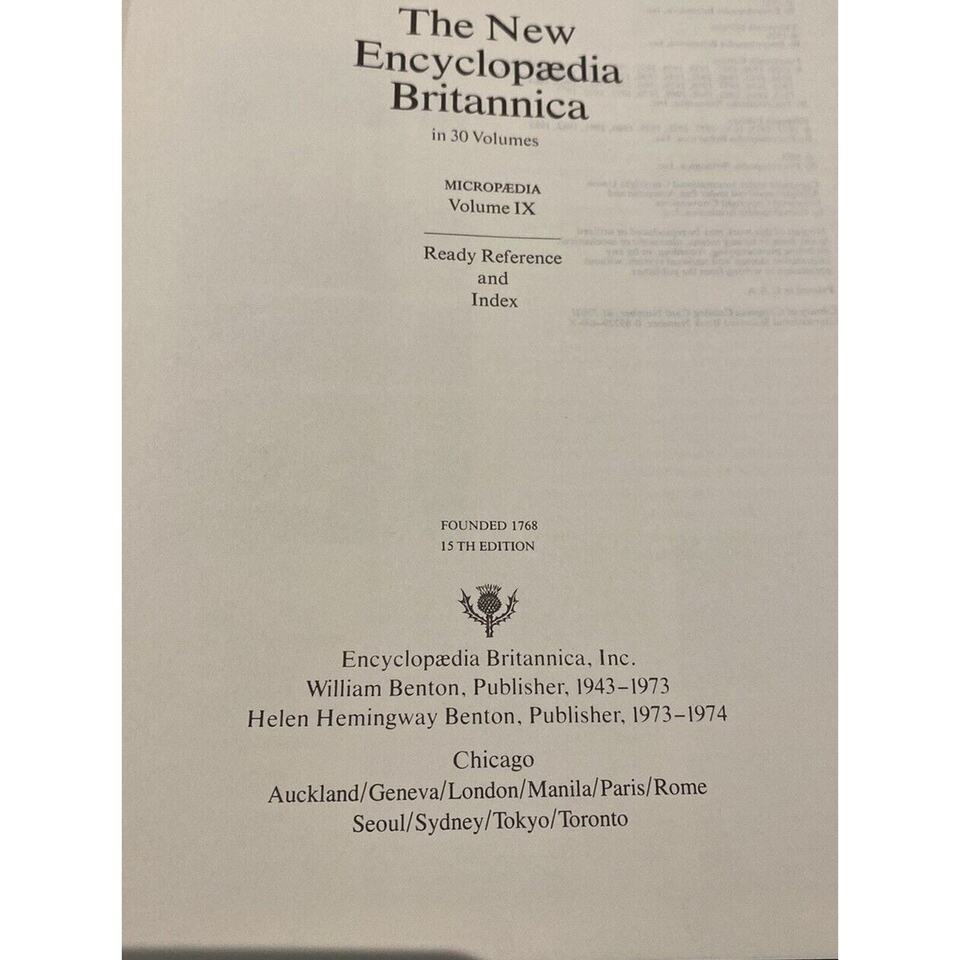 The New
Encyclopædia
Britannica
in 30 Volumes
MICROPÆDIA
Volume IX
Ready Reference
and
Index
FOUNDED 1768
15 TH EDITION
Encyclopædia Britannica, Inc.
William Benton, Publisher, 1943–1973
Helen Hemingway Benton, Publisher, 1973–1974
Chicago
Auckland/Geneva/London/Manila/Paris/Rome
Seoul/Sydney/Tokyo/Toronto